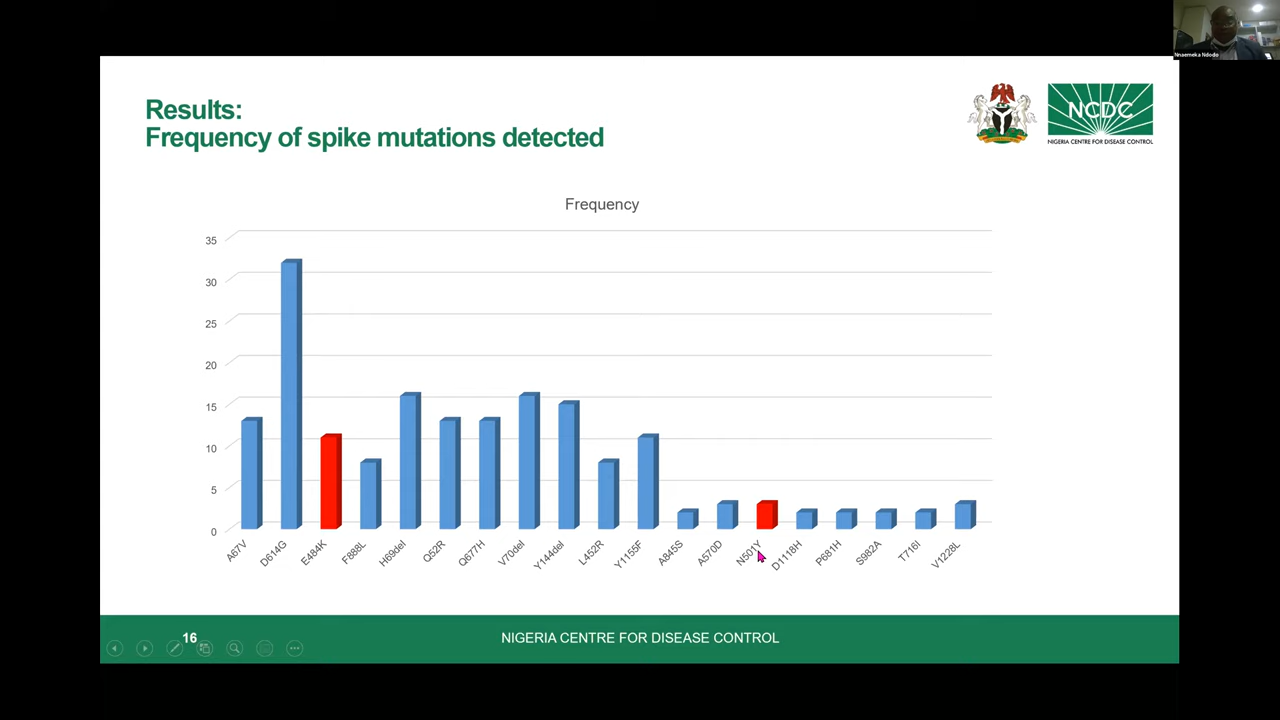 Nnaemeka Ndodo
Results:
Frequency of spike mutations detected
NCDC
NIGERIA CENTRE FOR DISEASE CONTROL
Frequency
35
30
25
20
15
10
5
0
A67V
D614G
E484K
F888L
H69del
Q52R
Q677H
V70del
Y144del
L452R
Y1155F
A845S
A570D
N501Y
D1118H
P681H
S982A
T716I
V1228L
16
NIGERIA CENTRE FOR DISEASE CONTROL